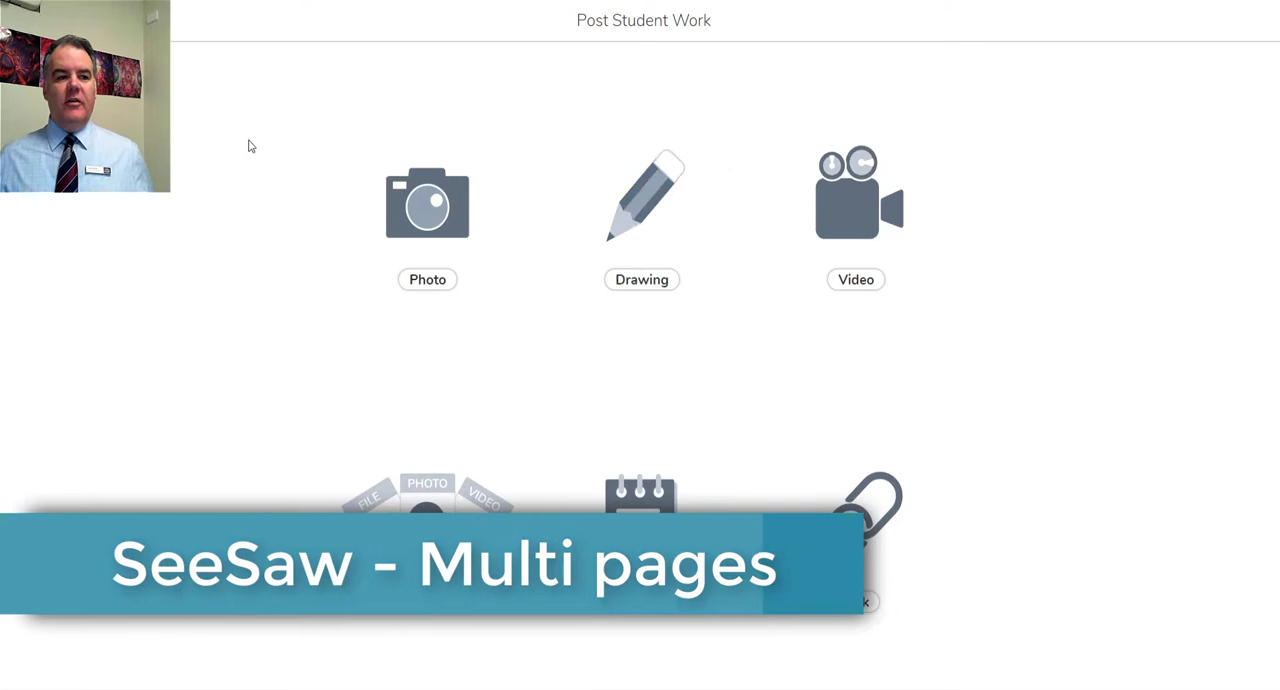 Post Student Work
Photo
Drawing
Video
FILE
PHOTO
VIDEO
SeeSaw - Multi pages